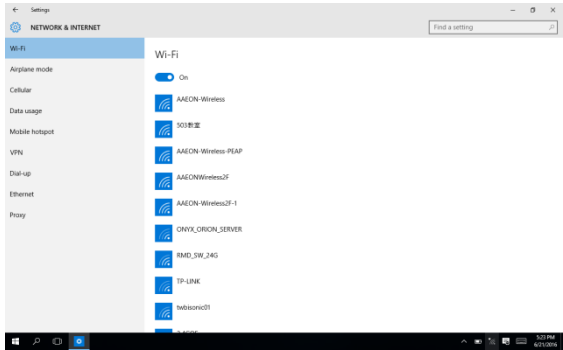 Settings
NETWORK & INTERNET
Find a setting
Wi-Fi
Airplane mode
Cellular
Data usage
Mobile hotspot
VPN
Dial-up
Ethernet
Proxy
Wi-Fi
On
AAEON-Wireless
503教室
AAEON-Wireless-PEAP
AAEONWireless2F
AAEON-Wireless2F-1
ONYX_ORION_SERVER
RMD_SW_24G
TP-LINK
twbisonic01
5:23 PM
6/21/2016